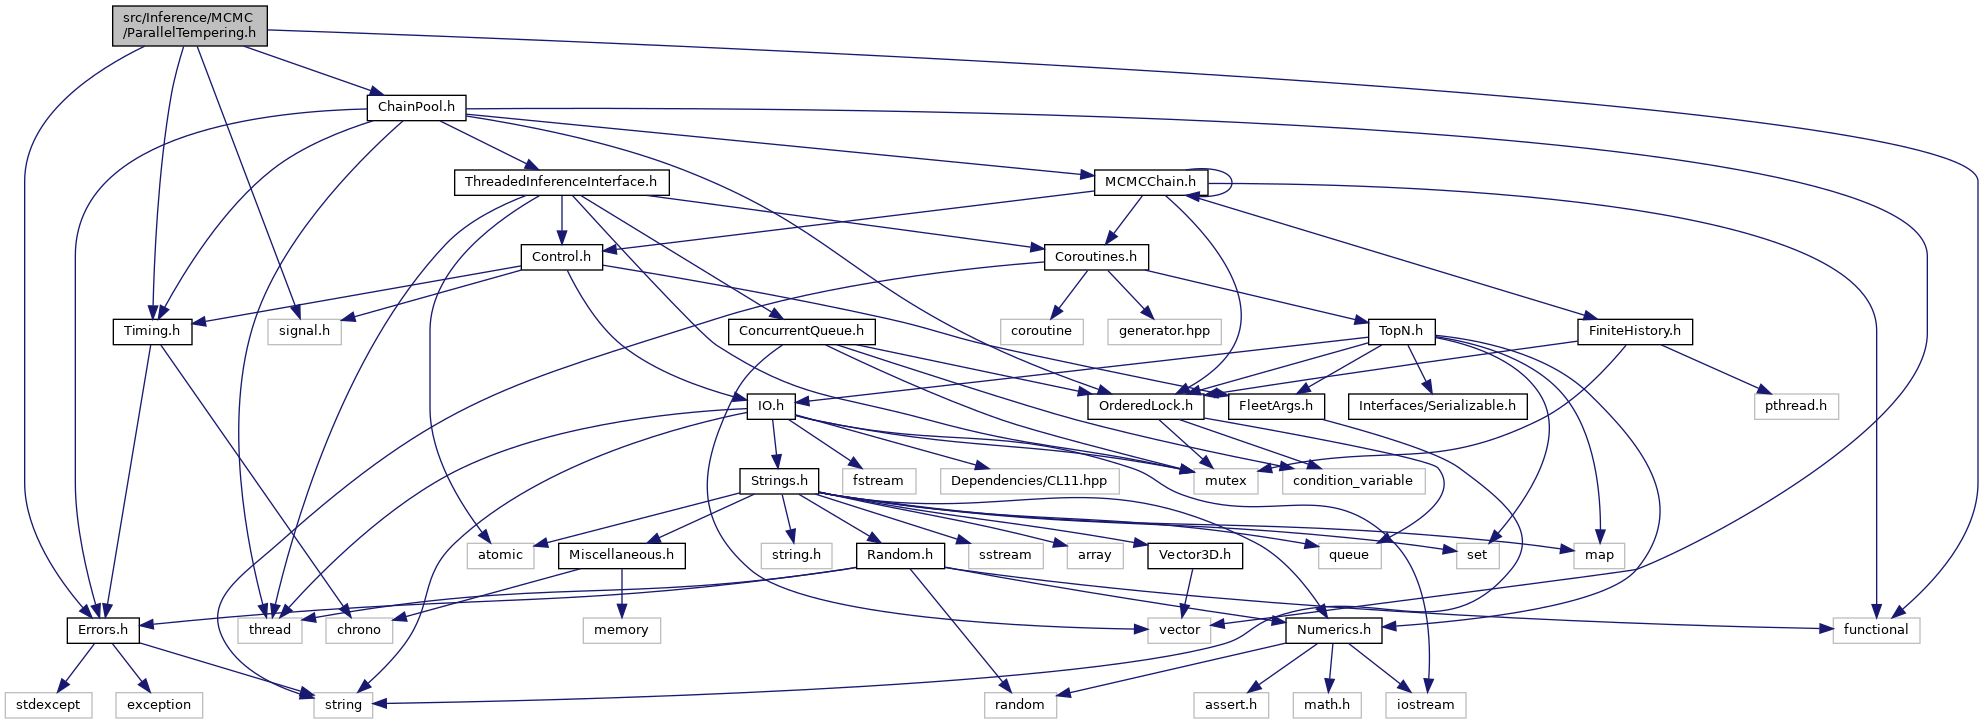 src/Inference/MCMC
/ParallelTempering.h
ChainPool.h
ThreadedInferenceInterface.h
MCMCChain.h
Control.h
Coroutines.h
Timing.h
signal.h
ConcurrentQueue.h
coroutine
generator.hpp
TopN.h
FiniteHistory.h
IO.h
OrderedLock.h
FleetArgs.h
Interfaces/Serializable.h
pthread.h
Strings.h
fstream
Dependencies/CL11.hpp
mutex
condition_variable
atomic
Miscellaneous.h
string.h
Random.h
sstream
array
Vector3D.h
queue
set
map
Errors.h
thread
chrono
memory
vector
Numerics.h
functional
stdexcept
exception
string
random
assert.h
math.h
iostream